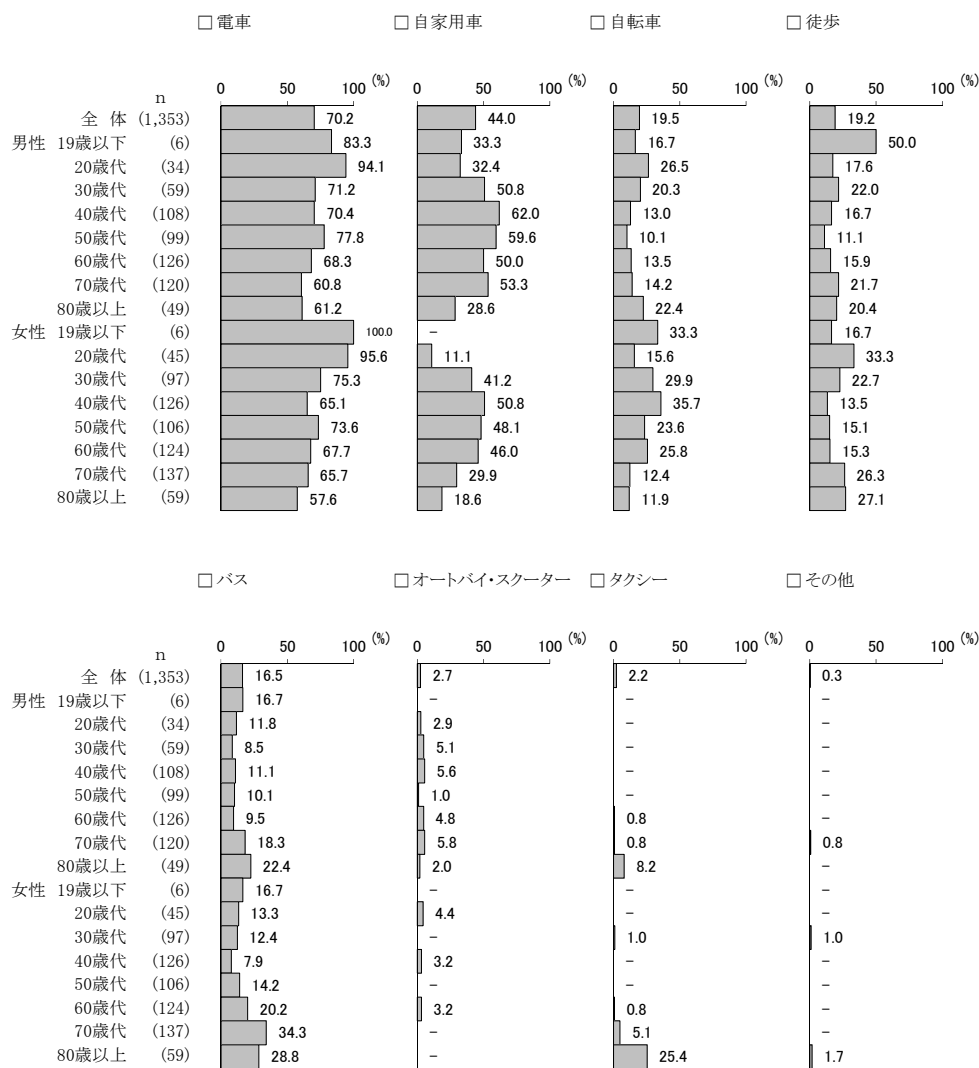 □ 電車 □ 自家用車 □ 自転車 □ 徒歩
0 50 100 (%) 0 50 100 (%) 0 50 100 (%) 0 50 100 (%)
n
全 体 (1,353) 70.2 44.0 19.5 19.2
男性 19歳以下 (6) 83.3 33.3 16.7 50.0
20歳代 (34) 94.1 32.4 26.5 17.6
30歳代 (59) 71.2 50.8 20.3 22.0
40歳代 (108) 70.4 62.0 13.0 16.7
50歳代 (99) 77.8 59.6 10.1 11.1
60歳代 (126) 68.3 50.0 13.5 15.9
70歳代 (120) 60.8 53.3 14.2 21.7
80歳以上 (49) 61.2 28.6 22.4 20.4
女性 19歳以下 (6) 100.0 － 33.3 16.7
20歳代 (45) 95.6 11.1 15.6 33.3
30歳代 (97) 75.3 41.2 29.9 22.7
40歳代 (126) 65.1 50.8 35.7 13.5
50歳代 (106) 73.6 48.1 23.6 15.1
60歳代 (124) 67.7 46.0 25.8 15.3
70歳代 (137) 65.7 29.9 12.4 26.3
80歳以上 (59) 57.6 18.6 11.9 27.1
□ バス □ オートバイ・スクーター □ タクシー □ その他
0 50 100 (%) 0 50 100 (%) 0 50 100 (%) 0 50 100 (%)
n
全 体 (1,353) 16.5 2.7 2.2 0.3
男性 19歳以下 (6) 16.7 － － －
20歳代 (34) 11.8 2.9 － －
30歳代 (59) 8.5 5.1 － －
40歳代 (108) 11.1 5.6 － －
50歳代 (99) 10.1 1.0 － －
60歳代 (126) 9.5 4.8 0.8 －
70歳代 (120) 18.3 5.8 0.8 0.8
80歳以上 (49) 22.4 2.0 8.2 －
女性 19歳以下 (6) 16.7 － － －
20歳代 (45) 13.3 4.4 － －
30歳代 (97) 12.4 － 1.0 1.0
40歳代 (126) 7.9 3.2 － －
50歳代 (106) 14.2 － － －
60歳代 (124) 20.2 3.2 0.8 －
70歳代 (137) 34.3 － 5.1 －
80歳以上 (59) 28.8 － 25.4 1.7